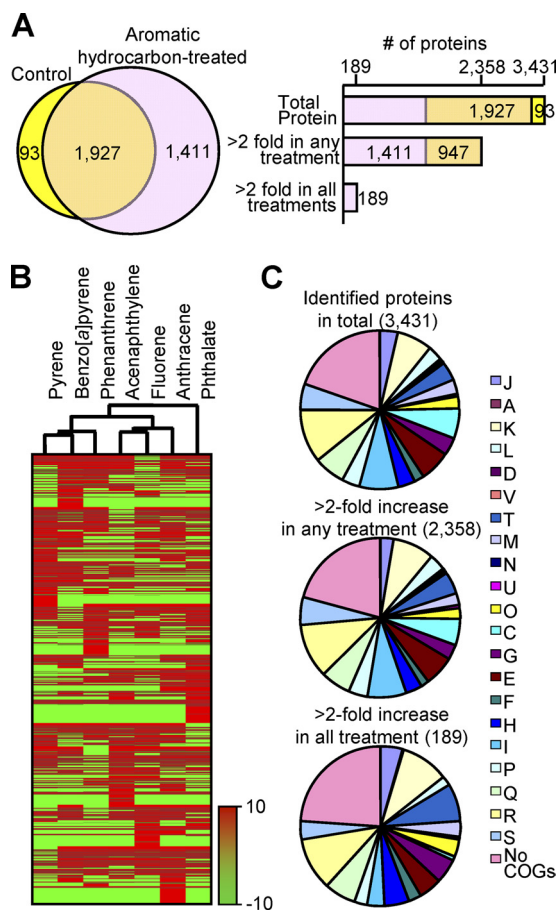 A
Aromatic
hydrocarbon-treated
Control
93
1,927
1,411
# of proteins
189
2,358
3,431
Total
Protein
1,927
93
>2 fold in any
treatment
1,411
947
>2 fold in all
treatments
189
B
Pyrene
Benzo[a]pyrene
Phenanthrene
Acenaphthylene
Fluorene
Anthracene
Phthalate
10
-10
C
Identified proteins
in total (3,431)
>2-fold increase
in any treatment (2,358)
>2-fold increase
in all treatment (189)
J
A
K
L
D
V
T
M
N
U
O
C
G
E
F
H
I
P
Q
R
S
No
COGs